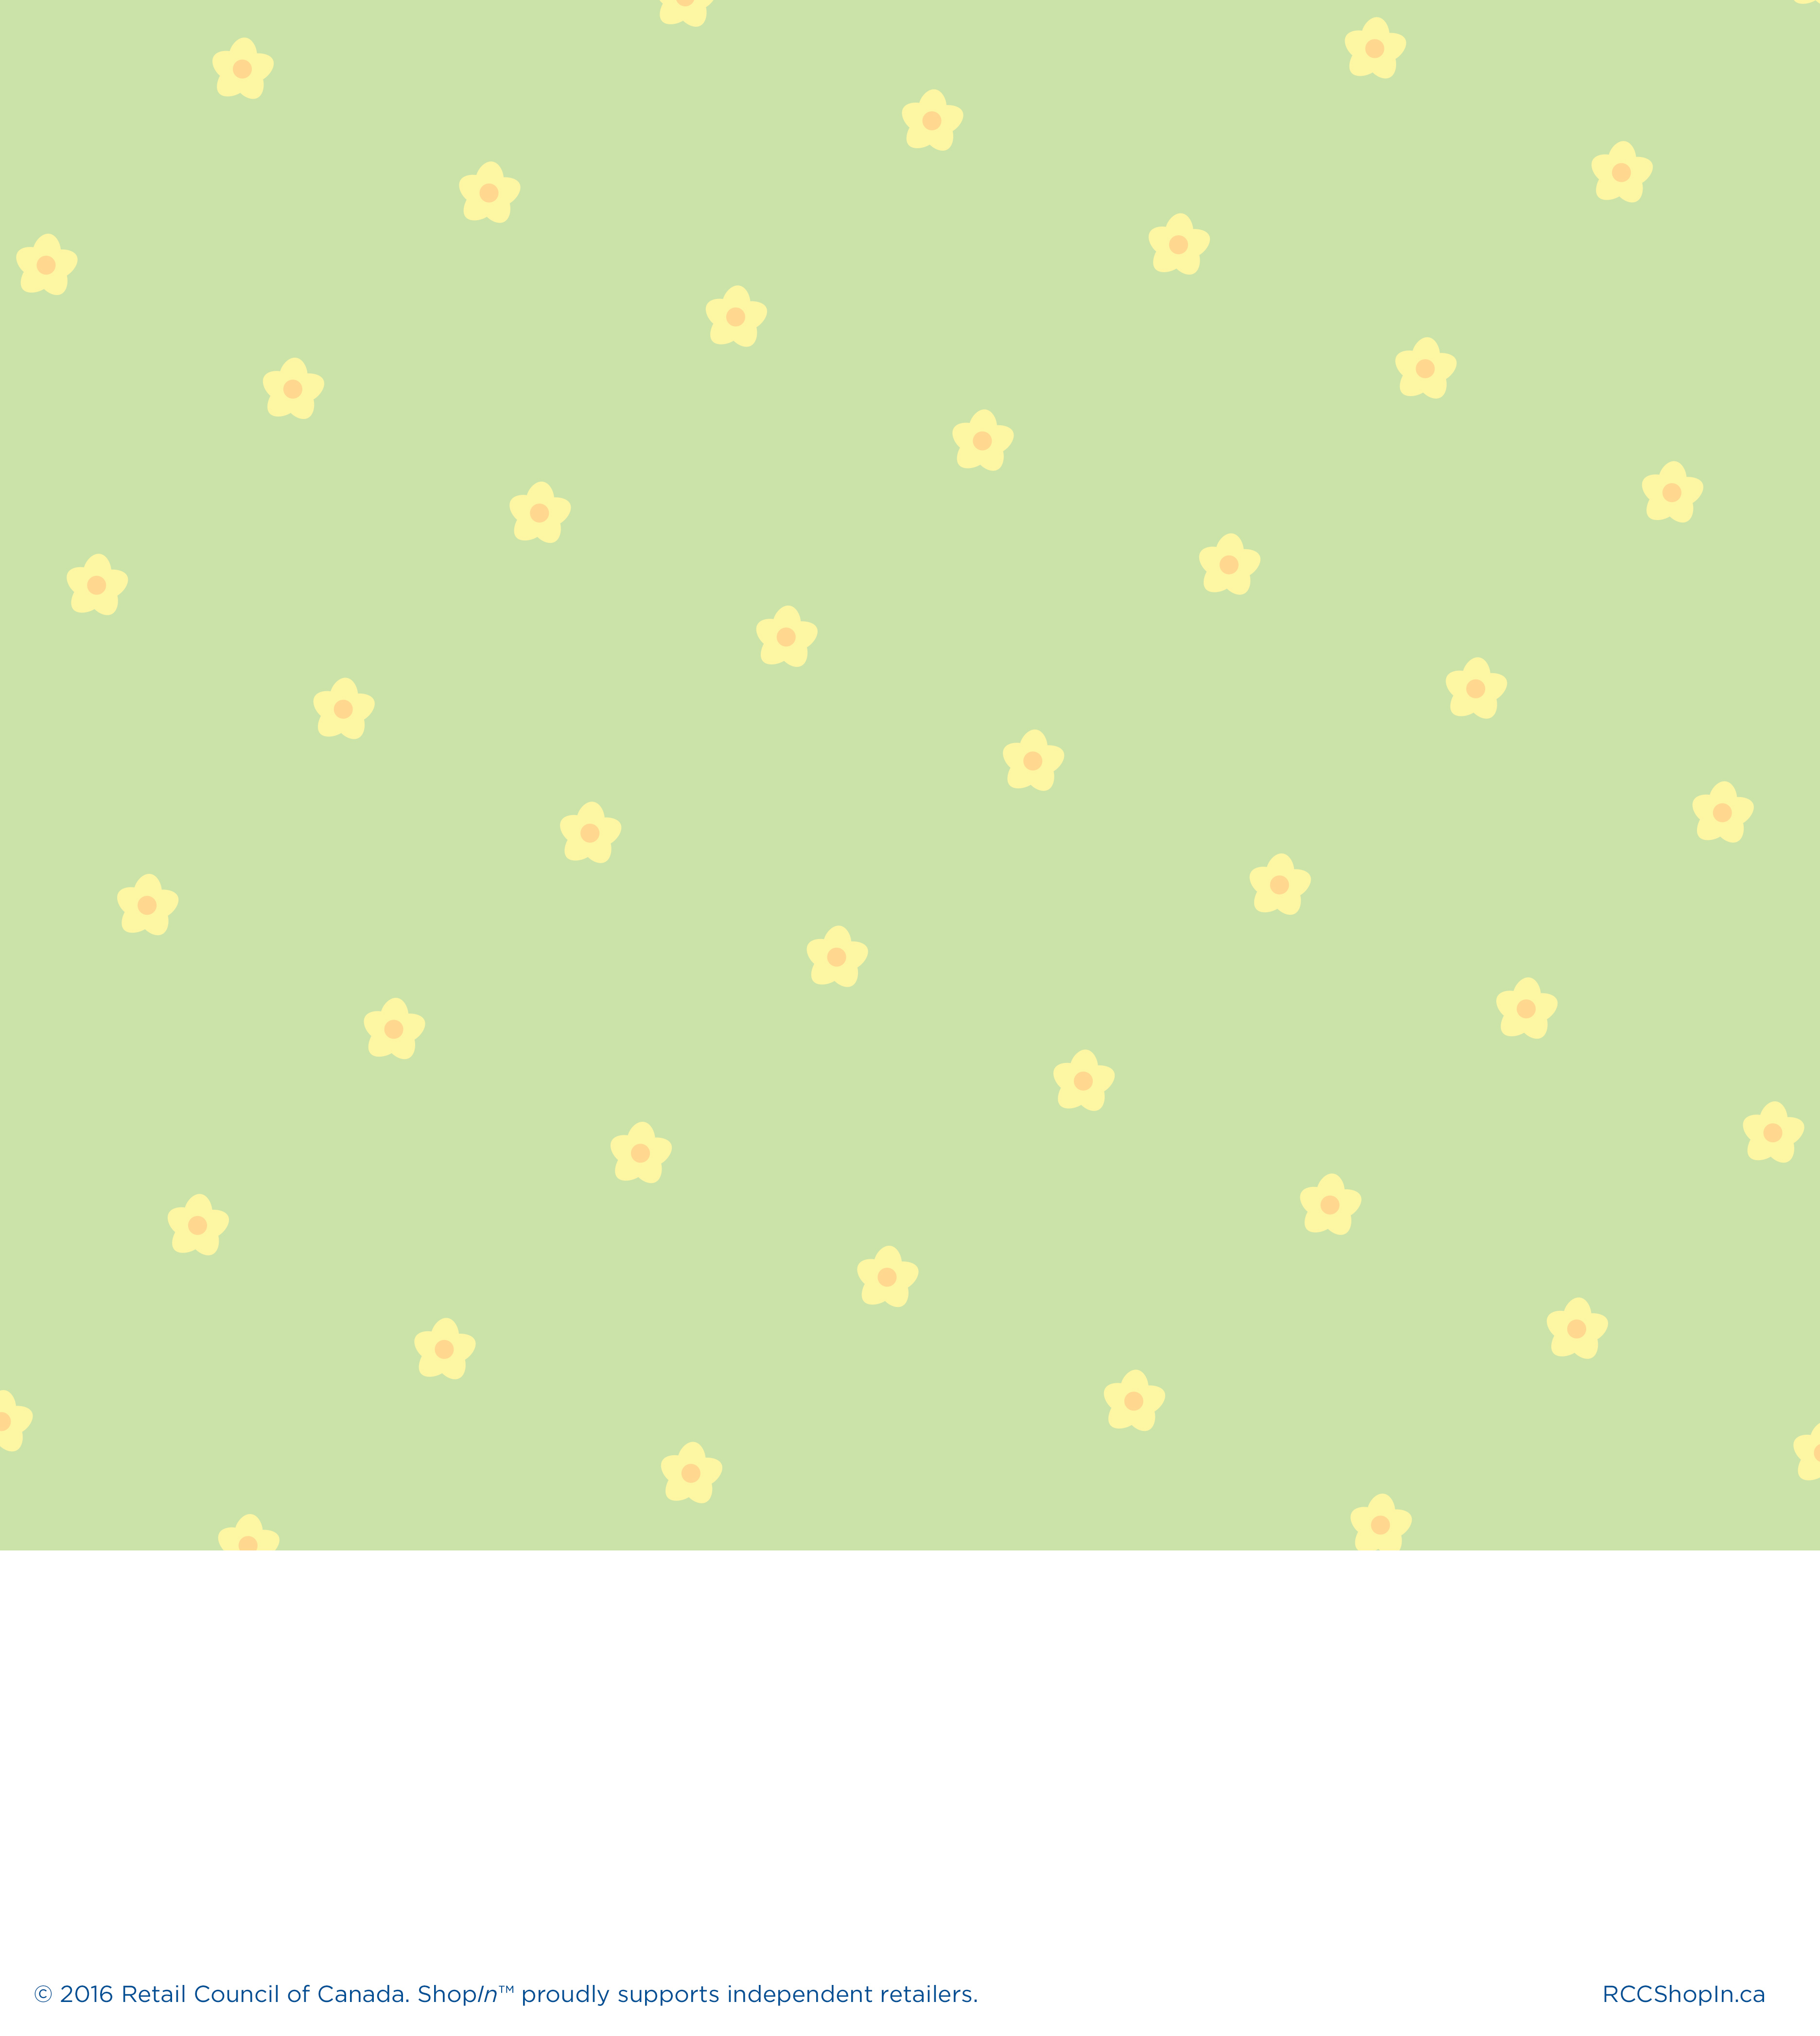 © 2016 Retail Council of Canada. ShopIn™ proudly supports independent retailers. RCCShopIn.ca